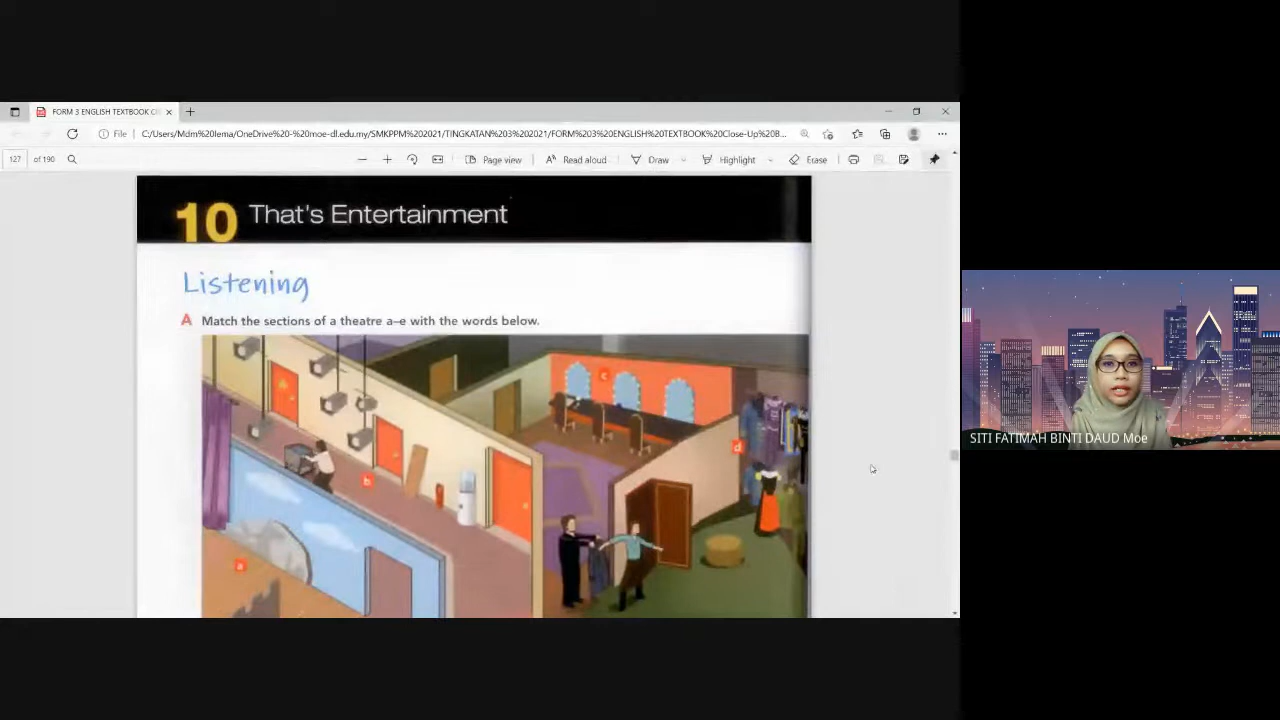 FORM 3 ENGLISH TEXTBOOK C
File
C:/Users/Mdm%20lema/OneDrive%20-%20moe-dl.edu.my/SMKPPM%202021/TINGKATAN%203%202021/FORM%203%20ENGLISH%20TEXTBOOK%20Close-Up%20B...
127 of 190
Page view
Read aloud
Draw
Highlight
Erase
10 That's Entertainment
Listening
A Match the sections of a theatre a–e with the words below.
c
d
b
a
SITI FATIMAH BINTI DAUD Moe